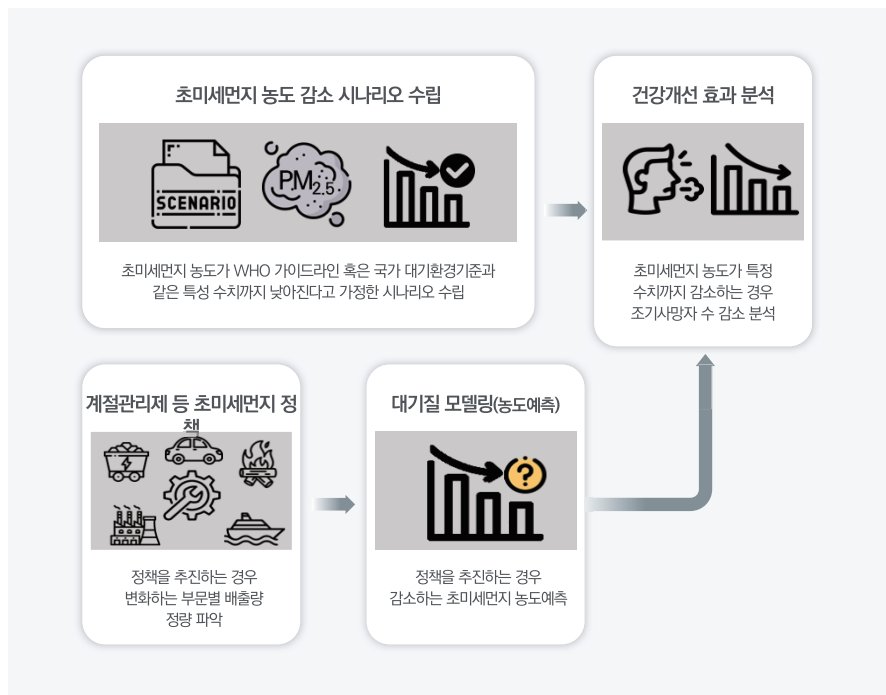 초미세먼지 농도 감소 시나리오 수립
SCENARIO
PM2.5
초미세먼지 농도가 WHO 가이드라인 혹은 국가 대기환경기준과
같은 특성 수치까지 낮아진다고 가정한 시나리오 수립
건강개선 효과 분석
초미세먼지 농도가 특정
수치까지 감소하는 경우
조기사망자 수 감소 분석
계절관리제 등 초미세먼지 정
책
정책을 추진하는 경우
변화하는 부문별 배출량
정량 파악
대기질 모델링(농도예측)
?
정책을 추진하는 경우
감소하는 초미세먼지 농도예측